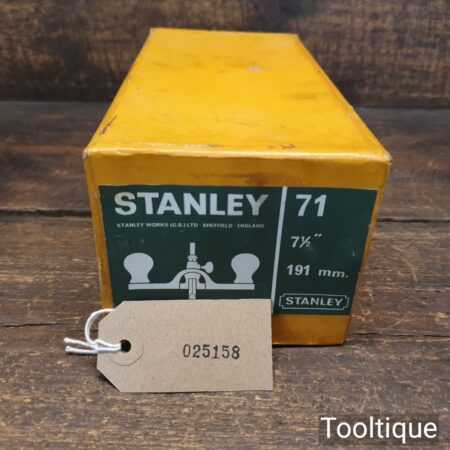 STANLEY
STANLEY WORKS (G.B.) LTD · SHEFFIELD · ENGLAND
71
7½"
191 mm.
STANLEY
025158
Tooltique